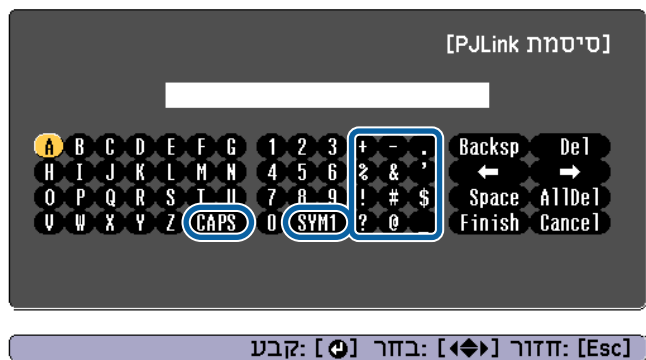 [סיסמת PJLink]
A B C D E F G 1 2 3 + - . Backsp Del
H I J K L M N 4 5 6 % & ' ← →
O P Q R S T U 7 8 9 ! # $ Space AllDel
V W X Y Z CAPS 0 SYM1 ? @ _ Finish Cancel
[Esc] :חזור [◆] :בחר [↵] :קבע